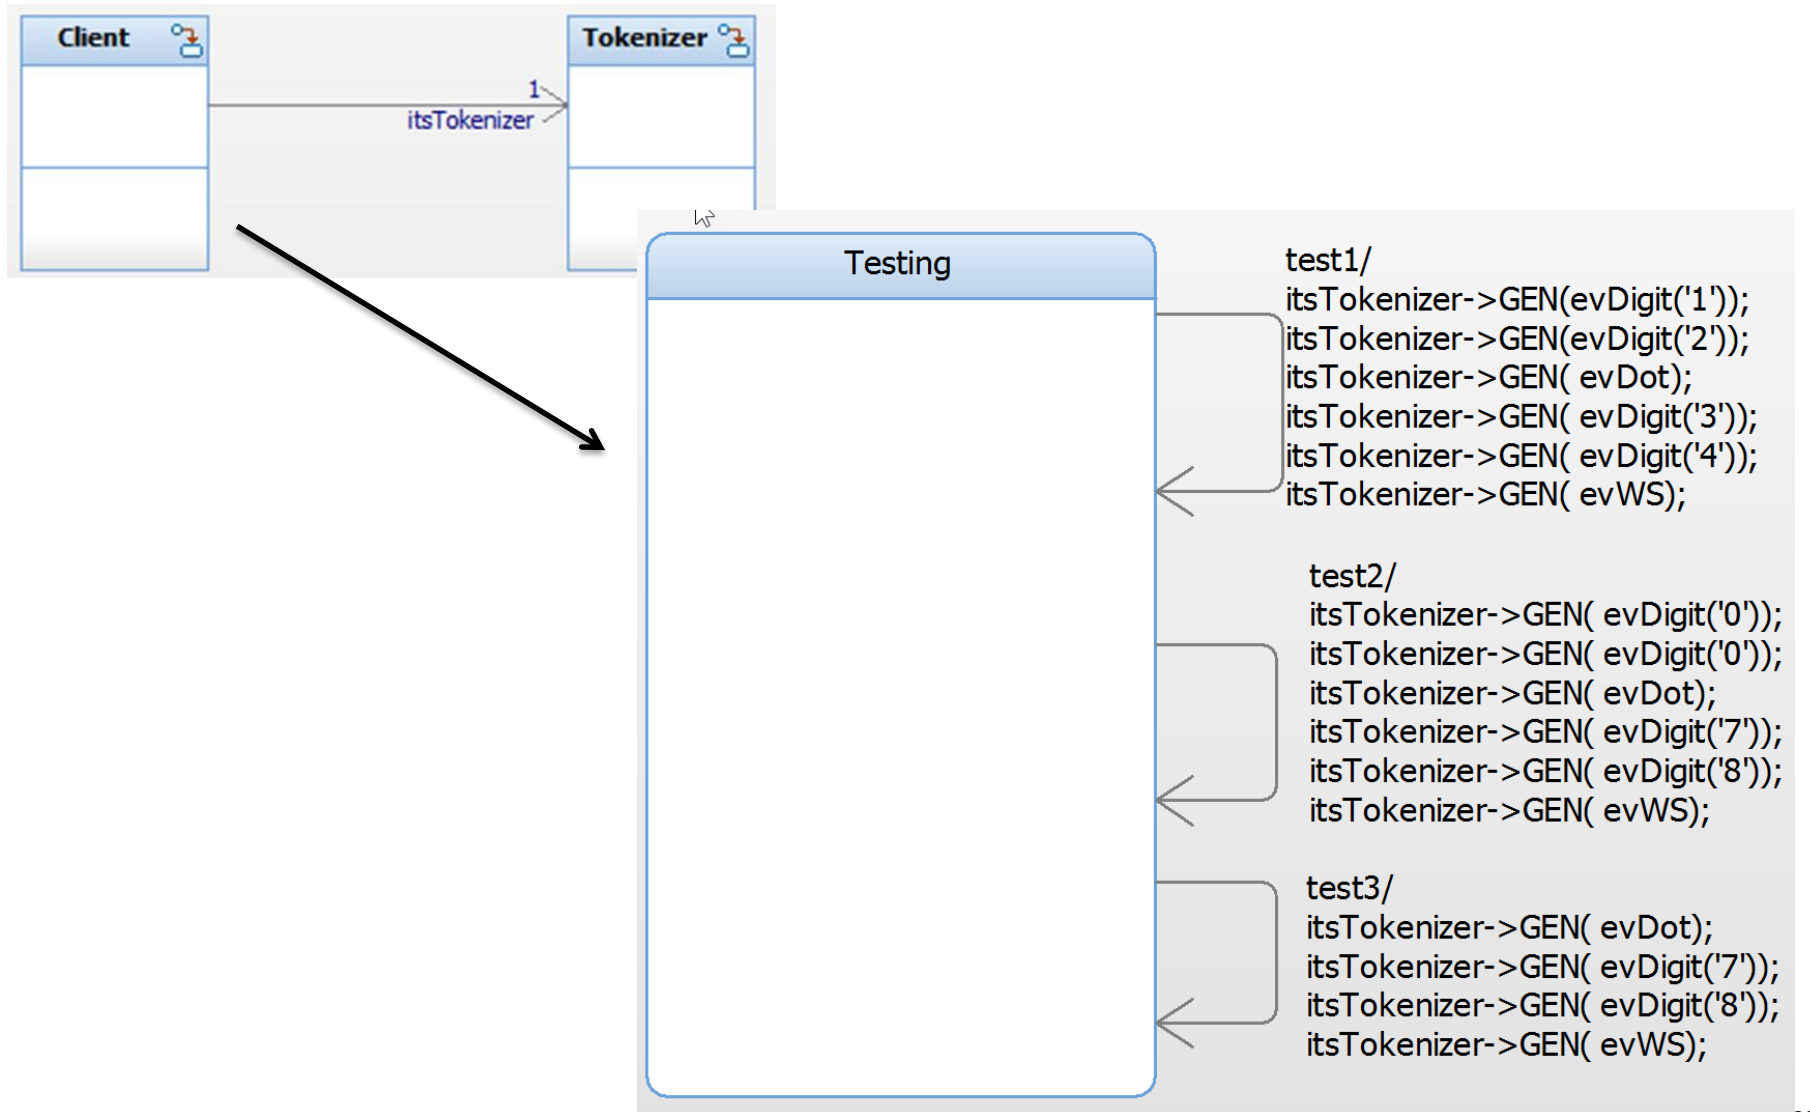 Client
Tokenizer
1
itsTokenizer
Testing
test1/
itsTokenizer->GEN(evDigit('1'));
itsTokenizer->GEN(evDigit('2'));
itsTokenizer->GEN( evDot);
itsTokenizer->GEN( evDigit('3'));
itsTokenizer->GEN( evDigit('4'));
itsTokenizer->GEN( evWS);
test2/
itsTokenizer->GEN( evDigit('0'));
itsTokenizer->GEN( evDigit('0'));
itsTokenizer->GEN( evDot);
itsTokenizer->GEN( evDigit('7'));
itsTokenizer->GEN( evDigit('8'));
itsTokenizer->GEN( evWS);
test3/
itsTokenizer->GEN( evDot);
itsTokenizer->GEN( evDigit('7'));
itsTokenizer->GEN( evDigit('8'));
itsTokenizer->GEN( evWS);